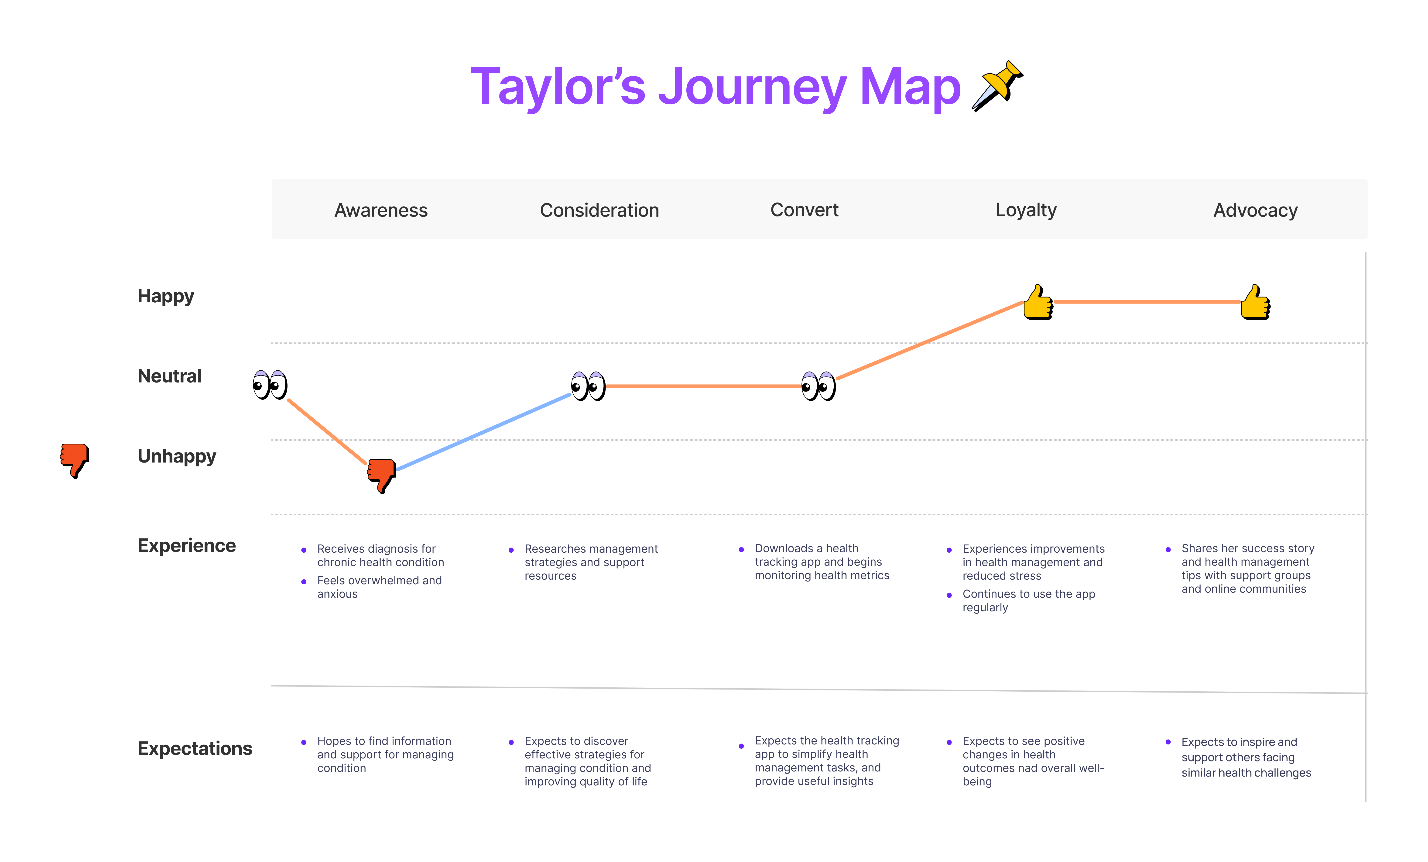 Taylor’s Journey Map
Awareness
Consideration
Convert
Loyalty
Advocacy
Happy
Neutral
Unhappy
Experience
Receives diagnosis for
chronic health condition
Feels overwhelmed and
anxious
Researches management
strategies and support
resources
Downloads a health
tracking app and begins
monitoring health metrics
Experiences improvements
in health management and
reduced stress
Continues to use the app
regularly
Shares her success story
and health management
tips with support groups
and online communities
Expectations
Hopes to find information
and support for managing
condition
Expects to discover
effective strategies for
managing condition and
improving quality of life
Expects the health tracking
app to simplify health
management tasks, and
provide useful insights
Expects to see positive
changes in health
outcomes nad overall well-
being
Expects to inspire and
support others facing
similar health challenges